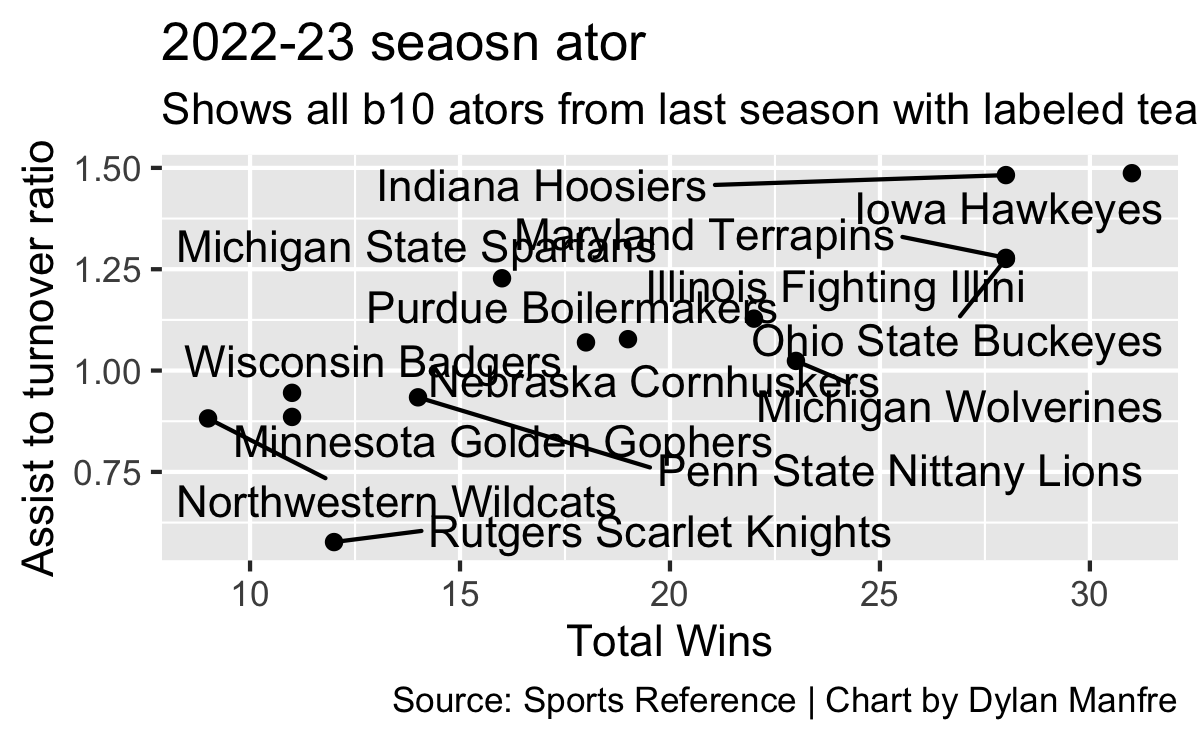 2022-23 seaosn ator
Shows all b10 ators from last season with labeled tea
Assist to turnover ratio
1.50
1.25
1.00
0.75
Indiana Hoosiers
Iowa Hawkeyes
Maryland Terrapins
Michigan State Spartans
Illinois Fighting Illini
Purdue Boilermakers
Ohio State Buckeyes
Wisconsin Badgers
Nebraska Cornhuskers
Michigan Wolverines
Minnesota Golden Gophers
Penn State Nittany Lions
Northwestern Wildcats
Rutgers Scarlet Knights
10
15
20
25
30
Total Wins
Source: Sports Reference | Chart by Dylan Manfre